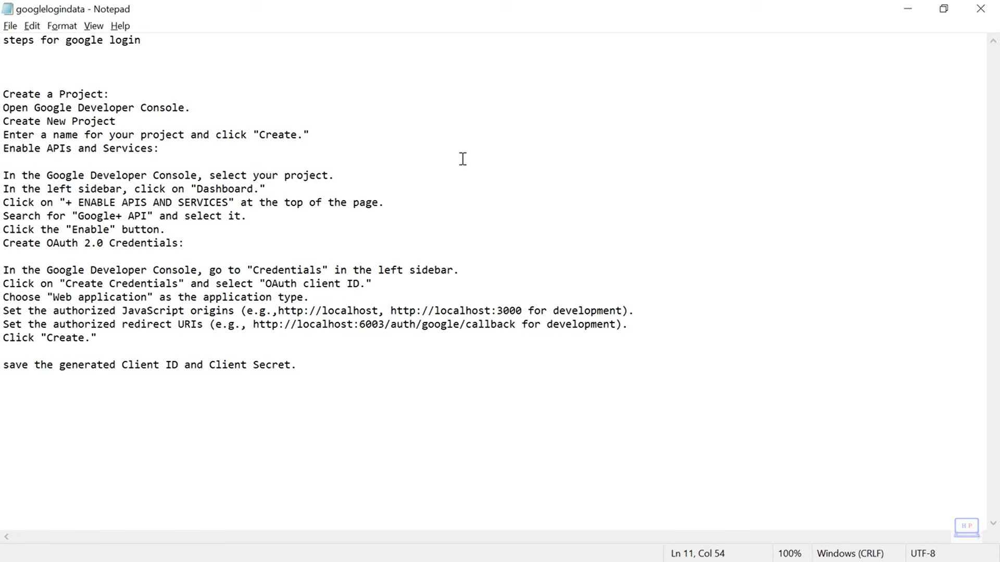 googlelogindata - Notepad
File Edit Format View Help
steps for google login
Create a Project:
Open Google Developer Console.
Create New Project
Enter a name for your project and click "Create."
Enable APIs and Services:
In the Google Developer Console, select your project.
In the left sidebar, click on "Dashboard."
Click on "+ ENABLE APIS AND SERVICES" at the top of the page.
Search for "Google+ API" and select it.
Click the "Enable" button.
Create OAuth 2.0 Credentials:
In the Google Developer Console, go to "Credentials" in the left sidebar.
Click on "Create Credentials" and select "OAuth client ID."
Choose "Web application" as the application type.
Set the authorized JavaScript origins (e.g.,http://localhost, http://localhost:3000 for development).
Set the authorized redirect URIs (e.g., http://localhost:6003/auth/google/callback for development).
Click "Create."
save the generated Client ID and Client Secret.
H P
Ln 11, Col 54 100% Windows (CRLF) UTF-8